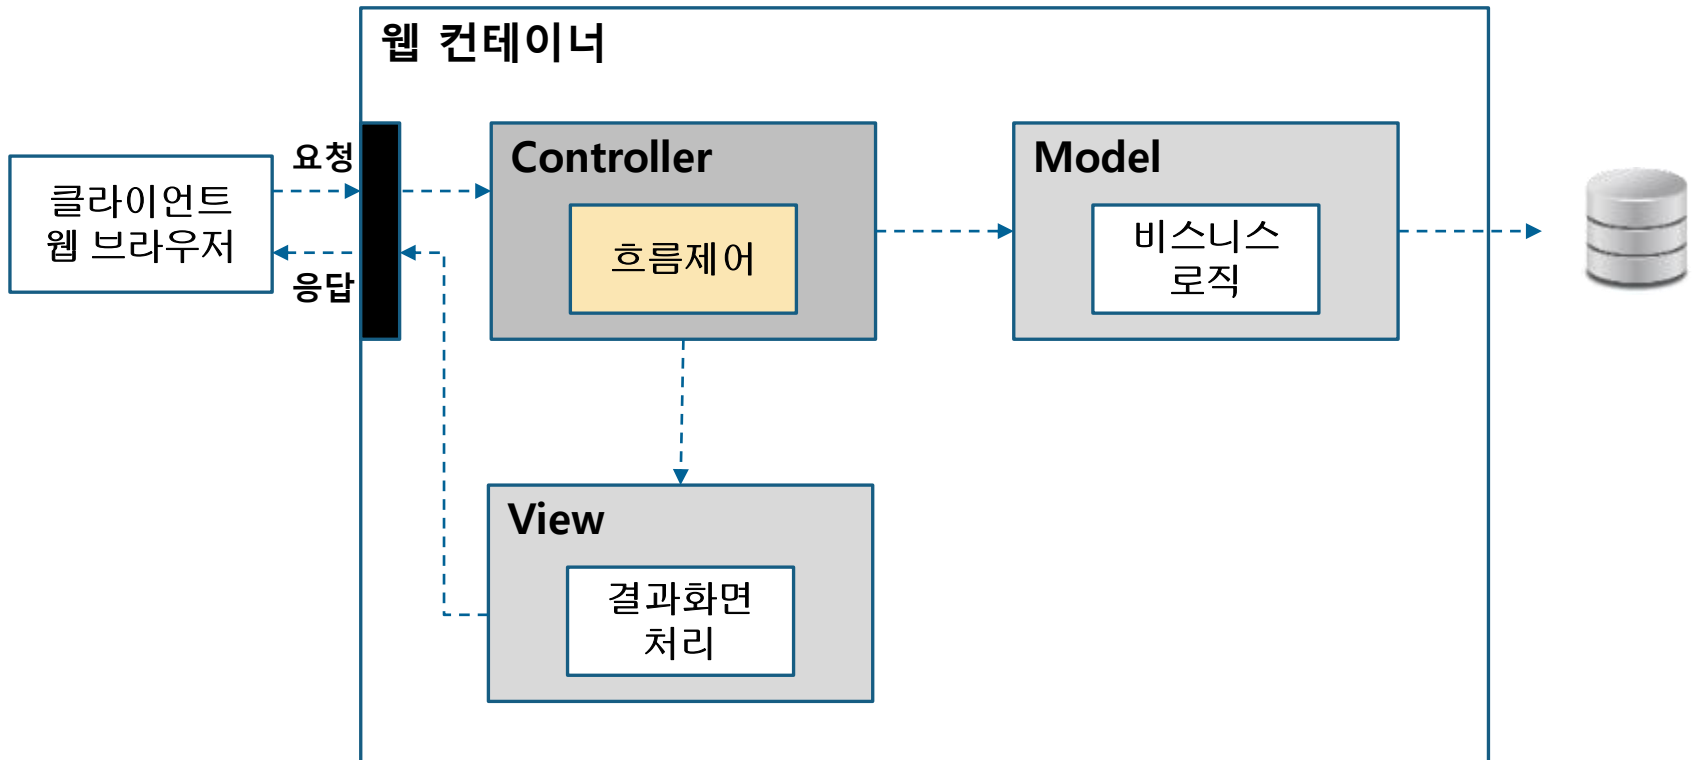 웹 컨테이너
요청
클라이언트
웹 브라우저
응답
Controller
흐름제어
Model
비스니스
로직
View
결과화면
처리